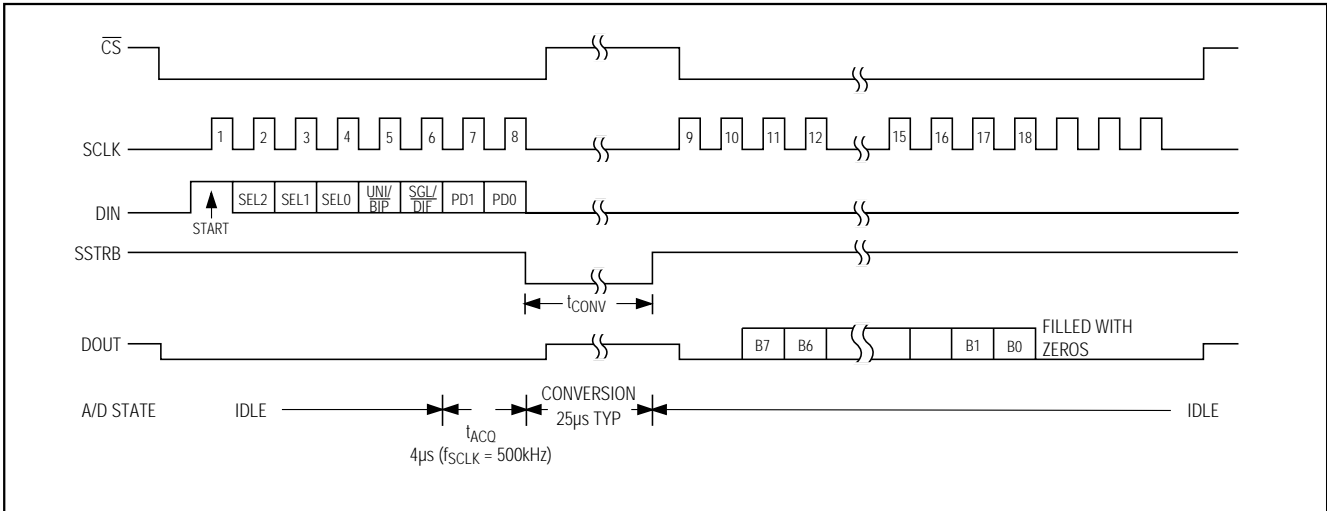 CS
SCLK
1 2 3 4 5 6 7 8 9 10 11 12 15 16 17 18
DIN
START
SEL2 SEL1 SEL0 UNI/BIP SGL/DIF PD1 PD0
SSTRB
tCONV
DOUT
B7 B6 B1 B0
FILLED WITH
ZEROS
A/D STATE
IDLE
tACQ
4µs (fSCLK = 500kHz)
CONVERSION
25µs TYP
IDLE